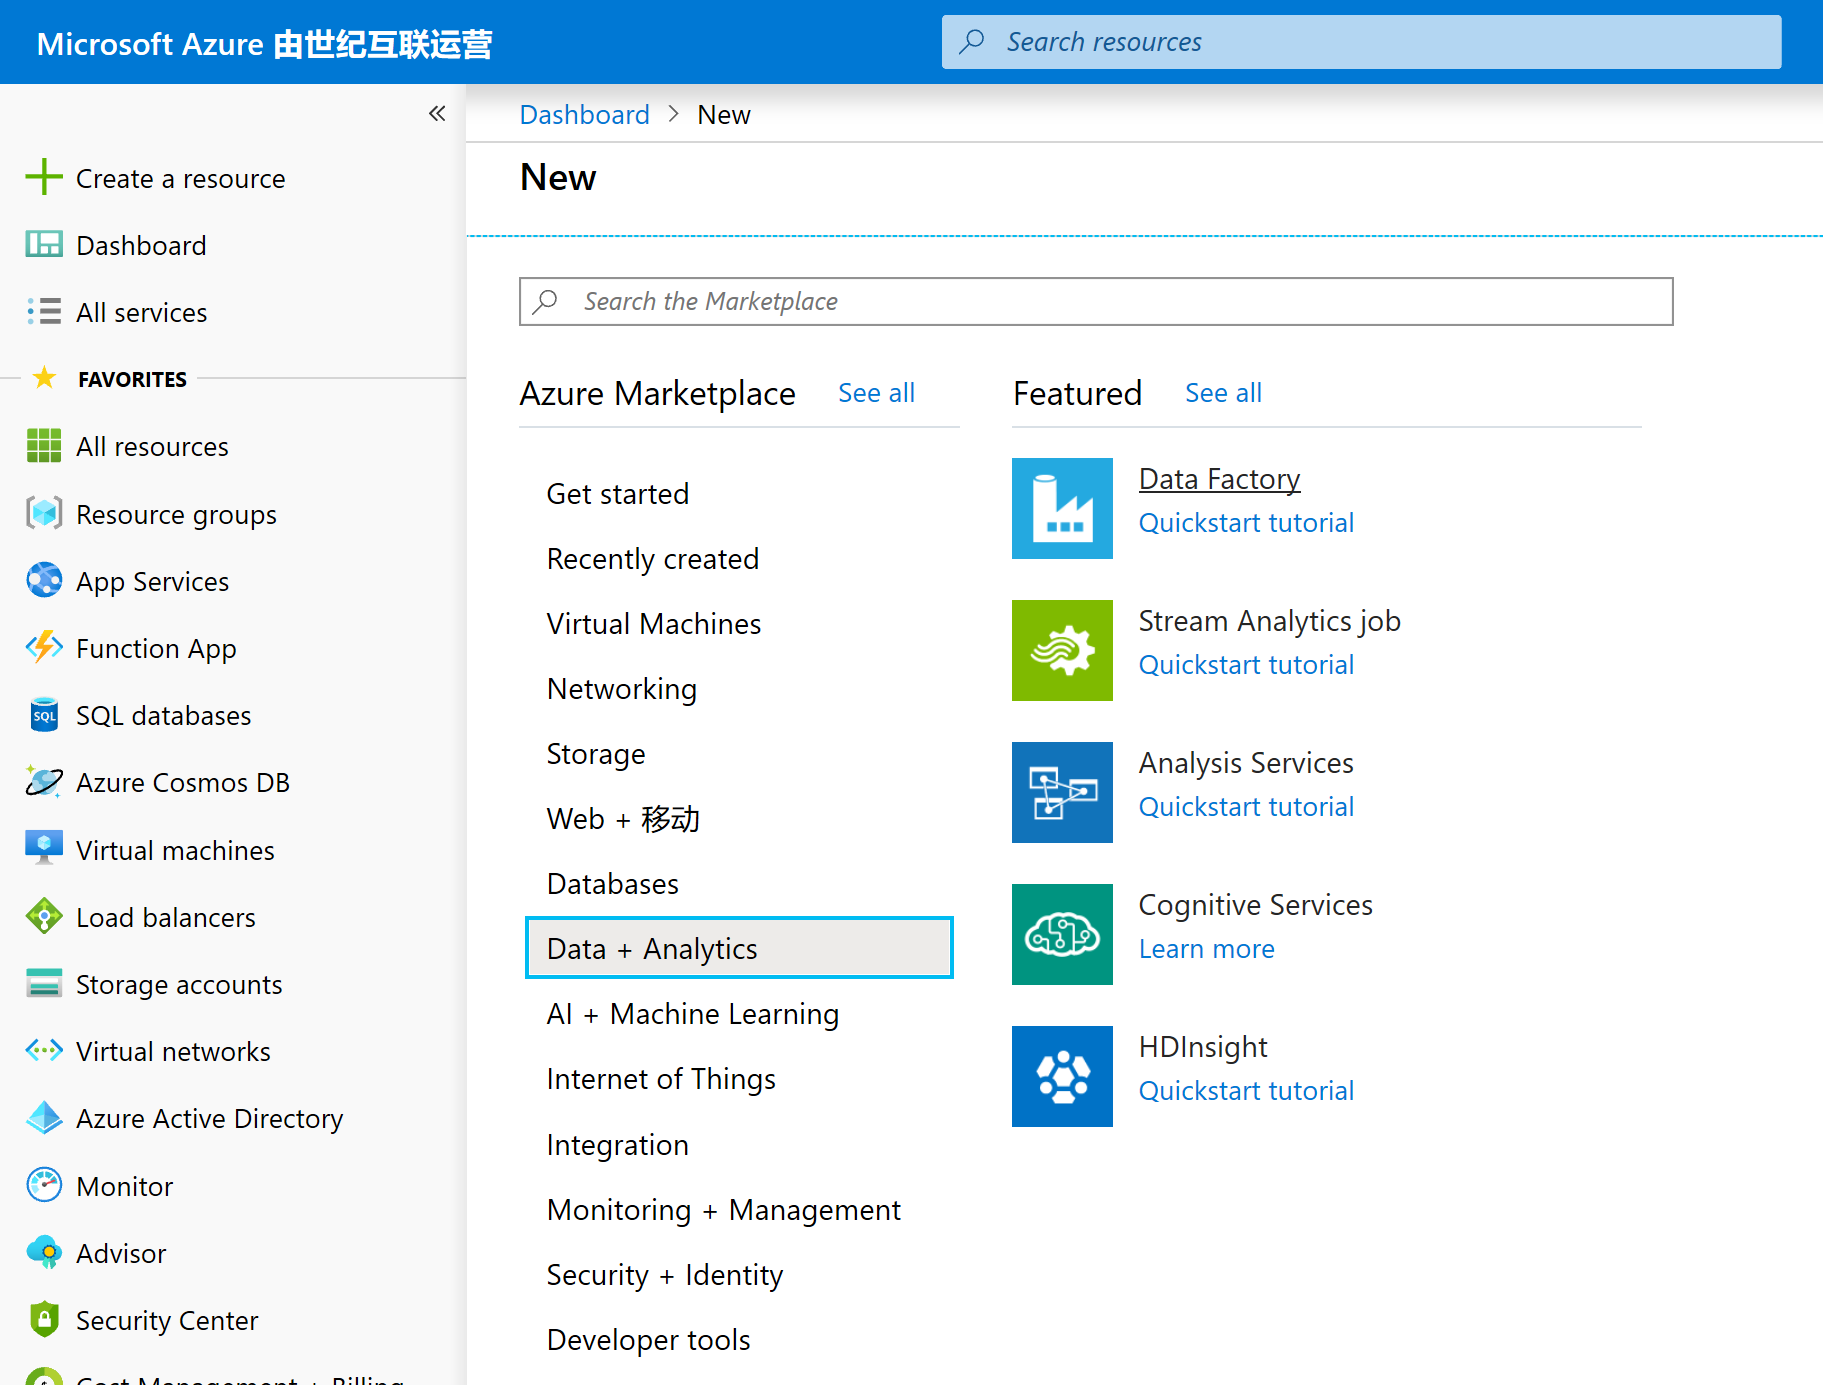 Microsoft Azure 由世纪互联运营
Search resources
«
Create a resource
Dashboard
All services
FAVORITES
All resources
Resource groups
App Services
Function App
SQL databases
SQL
Azure Cosmos DB
Virtual machines
Load balancers
Storage accounts
Virtual networks
Azure Active Directory
Monitor
Advisor
Security Center
Cost Management + Billing
Dashboard > New
New
Search the Marketplace
Azure Marketplace See all
Get started
Recently created
Virtual Machines
Networking
Storage
Web + 移动
Databases
Data + Analytics
AI + Machine Learning
Internet of Things
Integration
Monitoring + Management
Security + Identity
Developer tools
Featured See all
Data Factory
Quickstart tutorial
Stream Analytics job
Quickstart tutorial
Analysis Services
Quickstart tutorial
Cognitive Services
Learn more
HDInsight
Quickstart tutorial